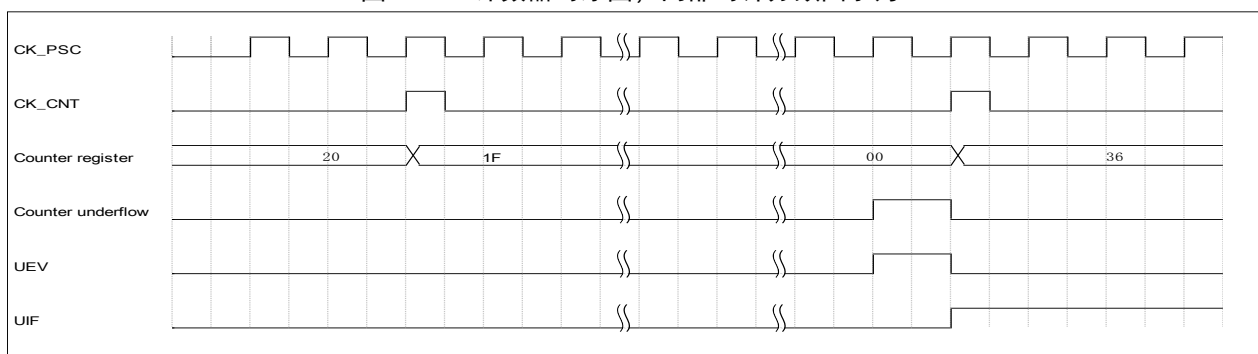 CK_PSC
CK_CNT
Counter register 20 1F 00 36
Counter underflow
UEV
UIF